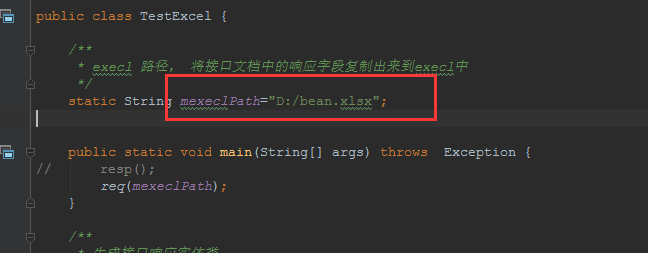 public class TestExcel {
/**
* execl 路径， 将接口文档中的响应字段复制出来到execl中
*/
static String mexeclPath="D:/bean.xlsx";
public static void main(String[] args) throws  Exception {
//      resp();
req(mexeclPath);
}
/**
* 生成接口响应实体类